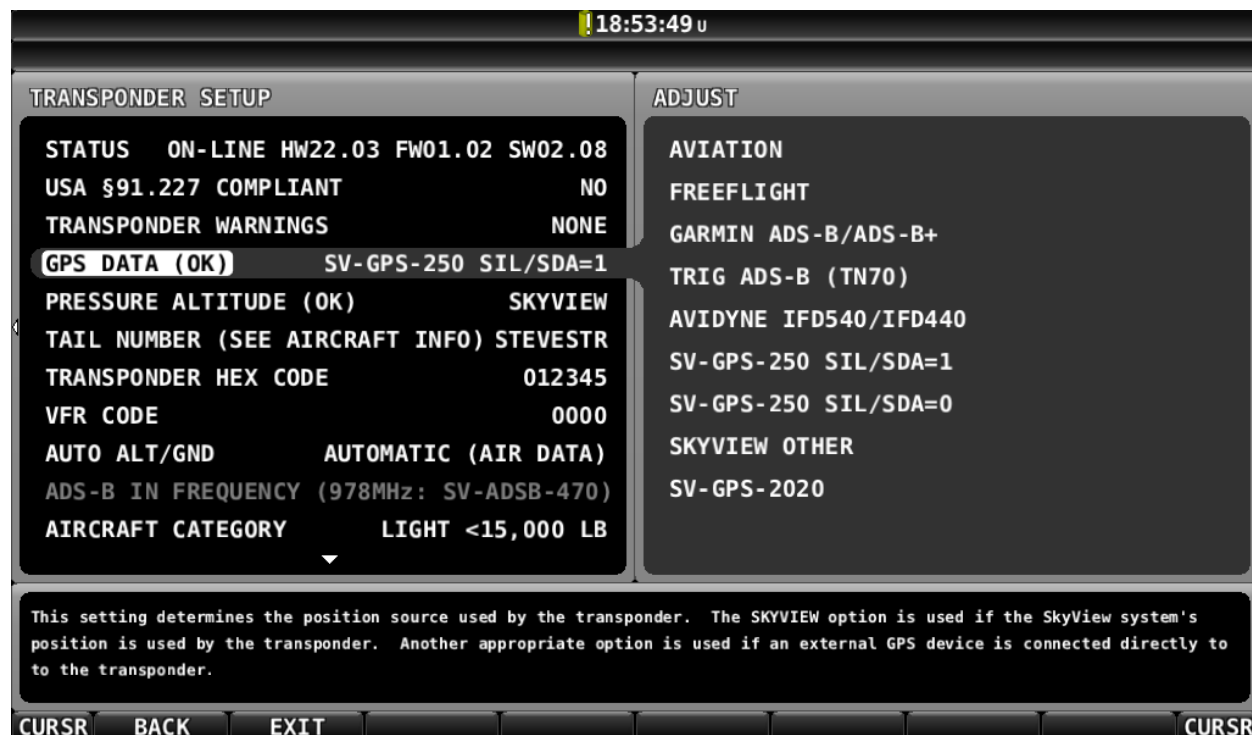 !18:53:49 U
TRANSPONDER SETUP
STATUS ON-LINE HW22.03 FW01.02 SW02.08
USA §91.227 COMPLIANT NO
TRANSPONDER WARNINGS NONE
GPS DATA (OK) SV-GPS-250 SIL/SDA=1
PRESSURE ALTITUDE (OK) SKYVIEW
TAIL NUMBER (SEE AIRCRAFT INFO) STEVESTR
TRANSPONDER HEX CODE 012345
VFR CODE 0000
AUTO ALT/GND AUTOMATIC (AIR DATA)
ADS-B IN FREQUENCY (978MHz: SV-ADSB-470)
AIRCRAFT CATEGORY LIGHT <15,000 LB
ADJUST
AVIATION
FREEFLIGHT
GARMIN ADS-B/ADS-B+
TRIG ADS-B (TN70)
AVIDYNE IFD540/IFD440
SV-GPS-250 SIL/SDA=1
SV-GPS-250 SIL/SDA=0
SKYVIEW OTHER
SV-GPS-2020
This setting determines the position source used by the transponder. The SKYVIEW option is used if the SkyView system's
position is used by the transponder. Another appropriate option is used if an external GPS device is connected directly to
to the transponder.
CURSR BACK EXIT CURSR